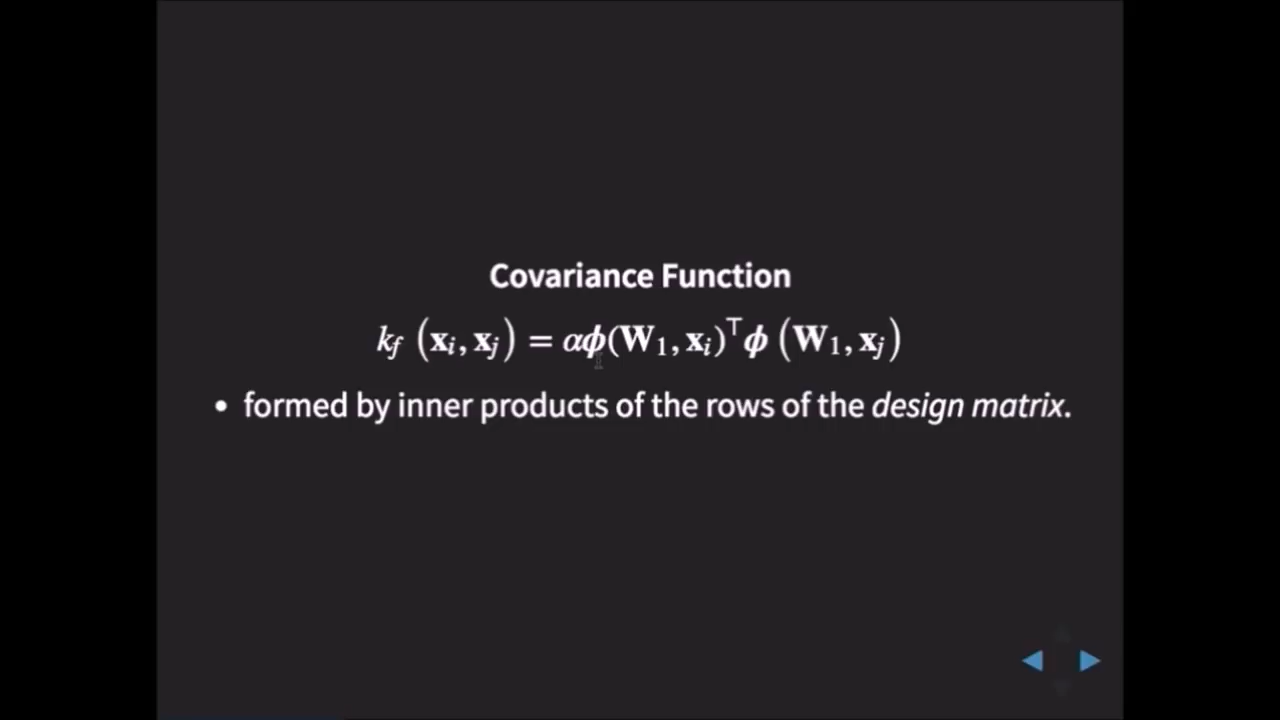 Covariance Function
k_f (𝐱_i, 𝐱_j) = αϕ(𝐖_1, 𝐱_i)^⊤ ϕ (𝐖_1, 𝐱_j)
• formed by inner products of the rows of the design matrix.